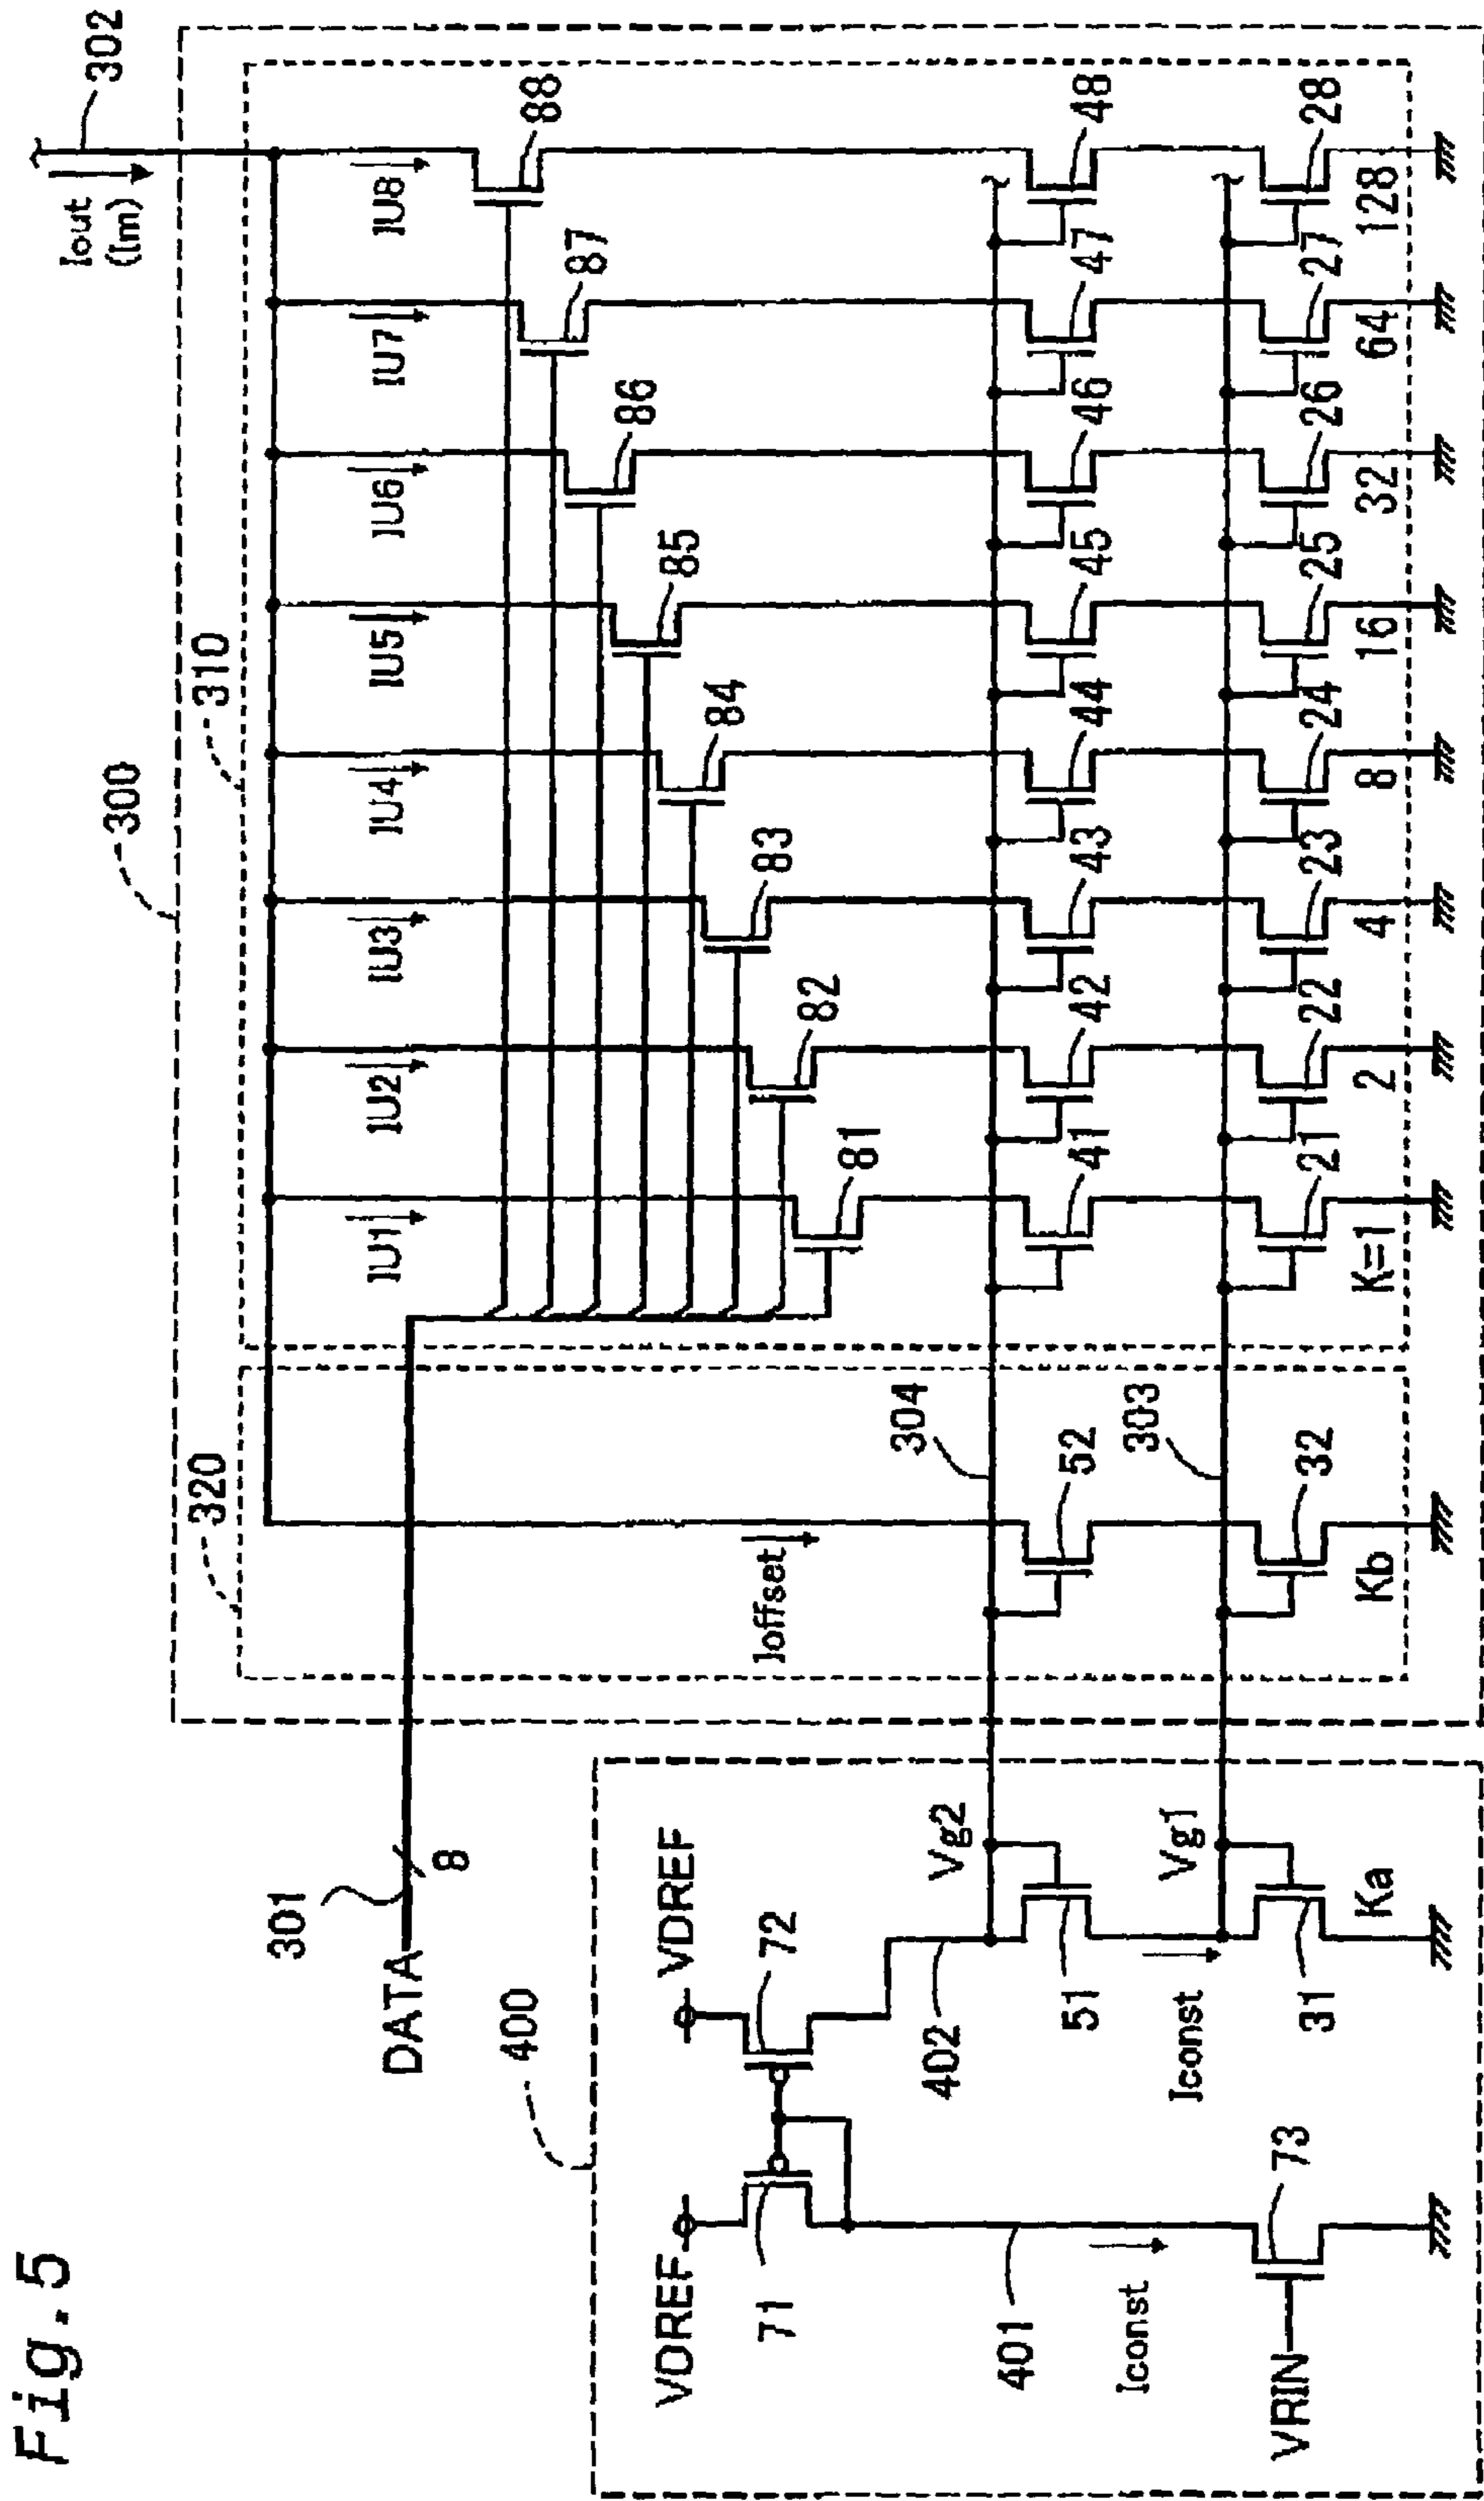 Fig. 5
302
Iout
(Im)
300
310
320
IU1
IU2
IU3
IU4
IU5
IU6
IU7
IU8
88
87
86
85
84
83
82
81
301
DATA
8
400
VDREF
VDREF
71
72
Ioffset
304
303
Vg2
Vg1
402
401
Iconst
Iconst
51
52
41
42
43
44
45
46
47
48
31
32
21
22
23
24
25
26
27
28
73
VRIN
Ka
Kb
K=1
2
4
8
16
32
64
128